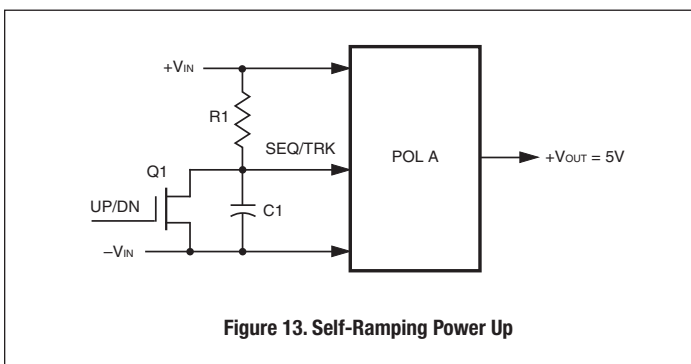 +VIN
R1
SEQ/TRK
POL A
+VOUT = 5V
Q1
UP/DN
C1
–VIN
Figure 13. Self-Ramping Power Up